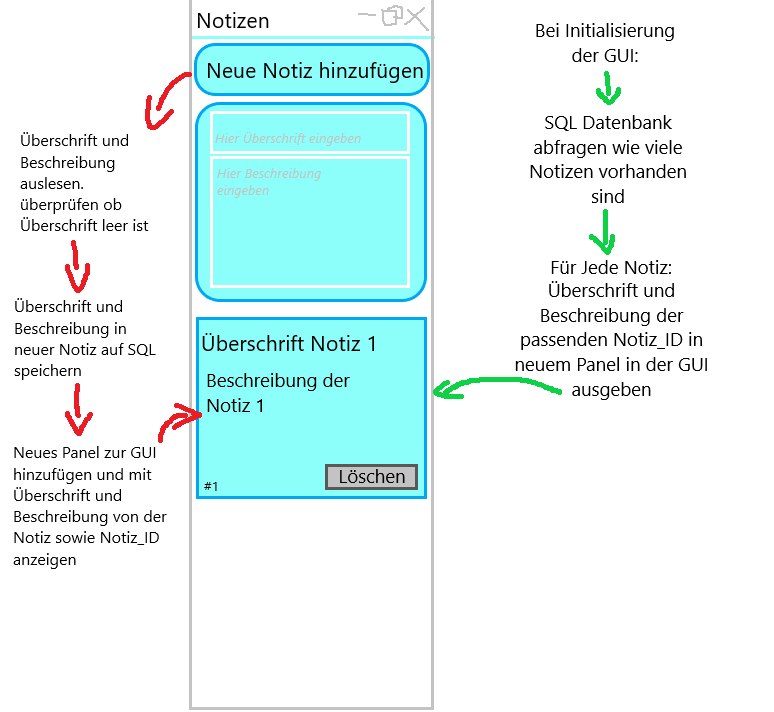 Notizen
Neue Notiz hinzufügen
Hier Überschrift eingeben
Hier Beschreibung
eingeben
Überschrift Notiz 1
Beschreibung der
Notiz 1
#1
Löschen
Überschrift und
Beschreibung
auslesen.
überprüfen ob
Überschrift leer ist
Überschrift und
Beschreibung in
neuer Notiz auf SQL
speichern
Neues Panel zur GUI
hinzufügen und mit
Überschrift und
Beschreibung von der
Notiz sowie Notiz_ID
anzeigen
Bei Initialisierung
der GUI:
SQL Datenbank
abfragen wie viele
Notizen vorhanden
sind
Für Jede Notiz:
Überschrift und
Beschreibung der
passenden Notiz_ID in
neuem Panel in der GUI
ausgeben